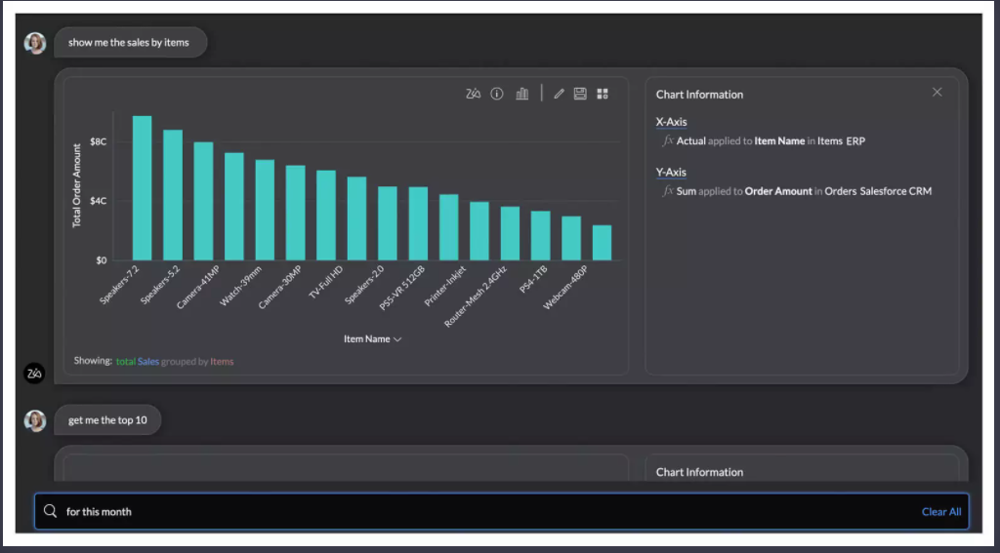 show me the sales by items
Chart Information
X-Axis
fx Actual applied to Item Name in Items ERP
Y-Axis
fx Sum applied to Order Amount in Orders Salesforce CRM
Total Order Amount
$8C
$4C
$0
Speakers-7.2
Speakers-5.2
Camera-41MP
Watch-39mm
Camera-30MP
TV-Full HD
Speakers-2.0
PS5-VR 512GB
Printer-Inkjet
Router-Mesh 2.4GHz
PS4-1TB
Webcam-480P
Item Name
Showing: total Sales grouped by Items
Zia
get me the top 10
Chart Information
for this month
Clear All